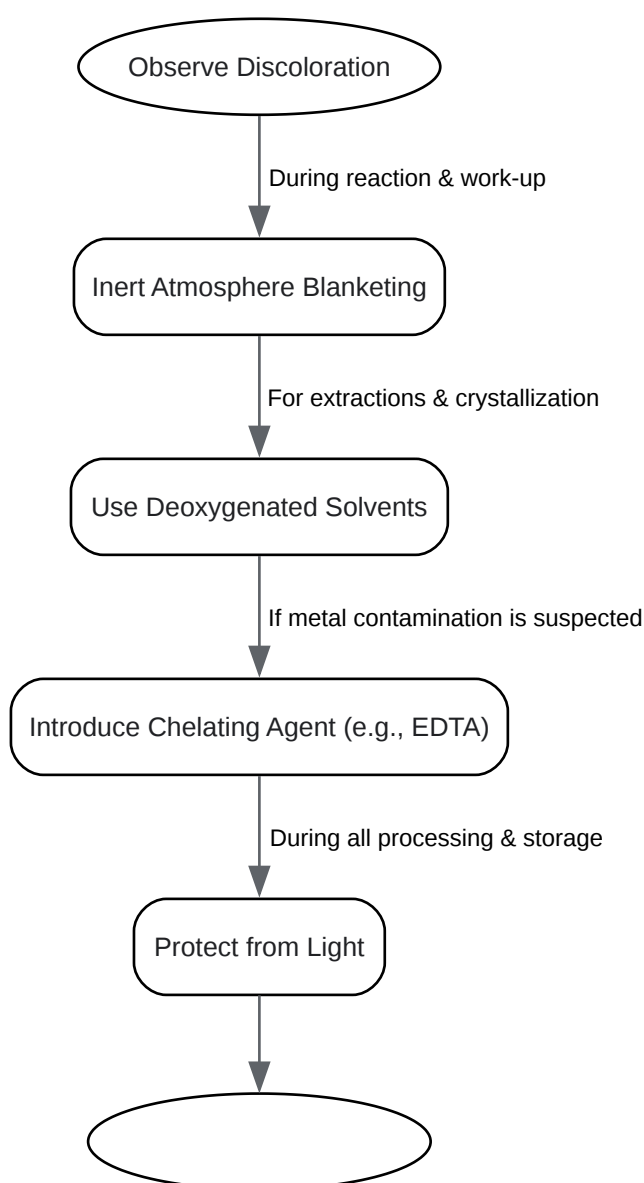 Observe Discoloration
During reaction & work-up
Inert Atmosphere Blanketing
For extractions & crystallization
Use Deoxygenated Solvents
If metal contamination is suspected
Introduce Chelating Agent (e.g., EDTA)
During all processing & storage
Protect from Light